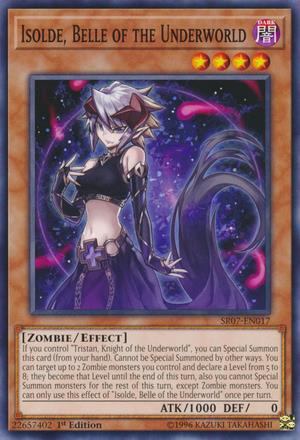 Isolde, Belle of the Underworld
DARK
闇
SR07-EN017
[Zombie/Effect]
If you control "Tristan, Knight of the Underworld", you can Special Summon
this card (from your hand). Cannot be Special Summoned by other ways. You
can target up to 2 Zombie monsters you control and declare a Level from 5 to
8; they become that Level until the end of this turn, also you cannot Special
Summon monsters for the rest of this turn, except Zombie monsters. You
can only use this effect of "Isolde, Belle of the Underworld" once per turn.
ATK/1000 DEF/ 0
22657402 1st Edition ©1996 KAZUKI TAKAHASHI